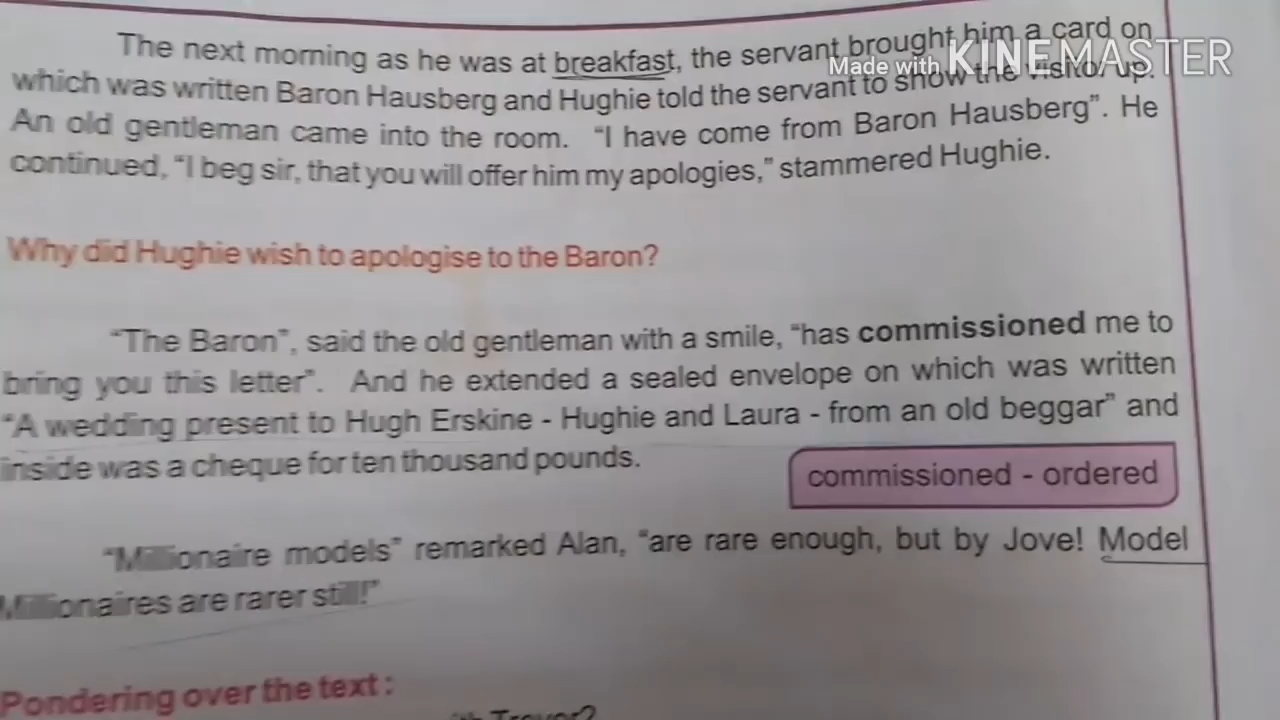 The next morning as he was at breakfast, the servant brought him a card on
Made with KINEMASTER
which was written Baron Hausberg and Hughie told the servant to show the visitor up.
An old gentleman came into the room. “I have come from Baron Hausberg”. He
continued, “I beg sir, that you will offer him my apologies,” stammered Hughie.
Why did Hughie wish to apologise to the Baron?
“The Baron”, said the old gentleman with a smile, “has commissioned me to
bring you this letter”. And he extended a sealed envelope on which was written
“A wedding present to Hugh Erskine - Hughie and Laura - from an old beggar” and
inside was a cheque for ten thousand pounds.
commissioned - ordered
“Millionaire models” remarked Alan, “are rare enough, but by Jove! Model
Millionaires are rarer still!”
Pondering over the text :
Trevor?